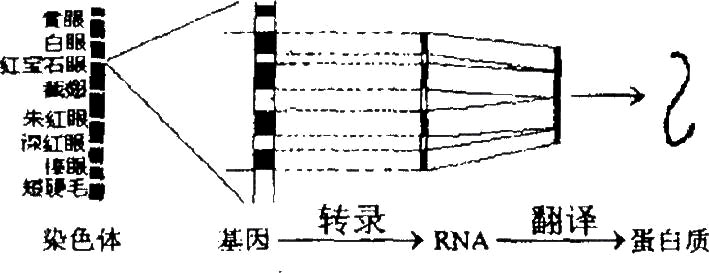 黄眼
白眼
红宝石眼
截翅
朱红眼
深红眼
棒眼
短硬毛
染色体
基因
转录
RNA
翻译
蛋白质